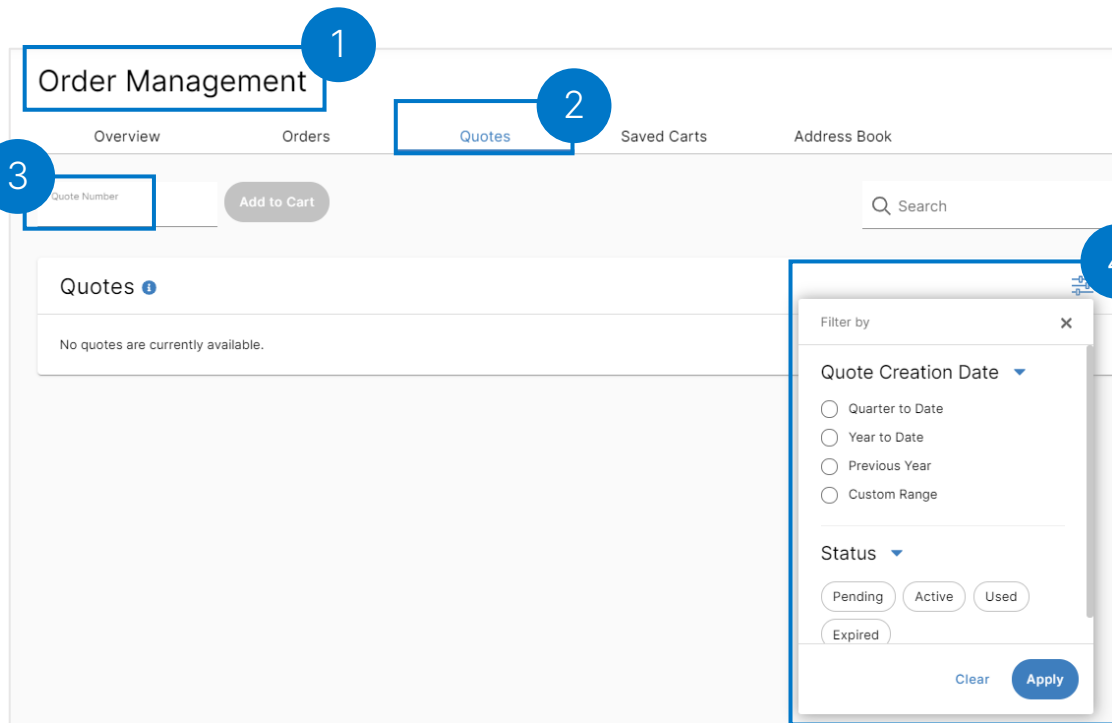 1
Order Management
2
Overview Orders Quotes Saved Carts Address Book
3
Quote Number
Add to Cart
Search
4
Quotes
No quotes are currently available.
Filter by
Quote Creation Date
Quarter to Date
Year to Date
Previous Year
Custom Range
Status
Pending Active Used
Expired
Clear Apply